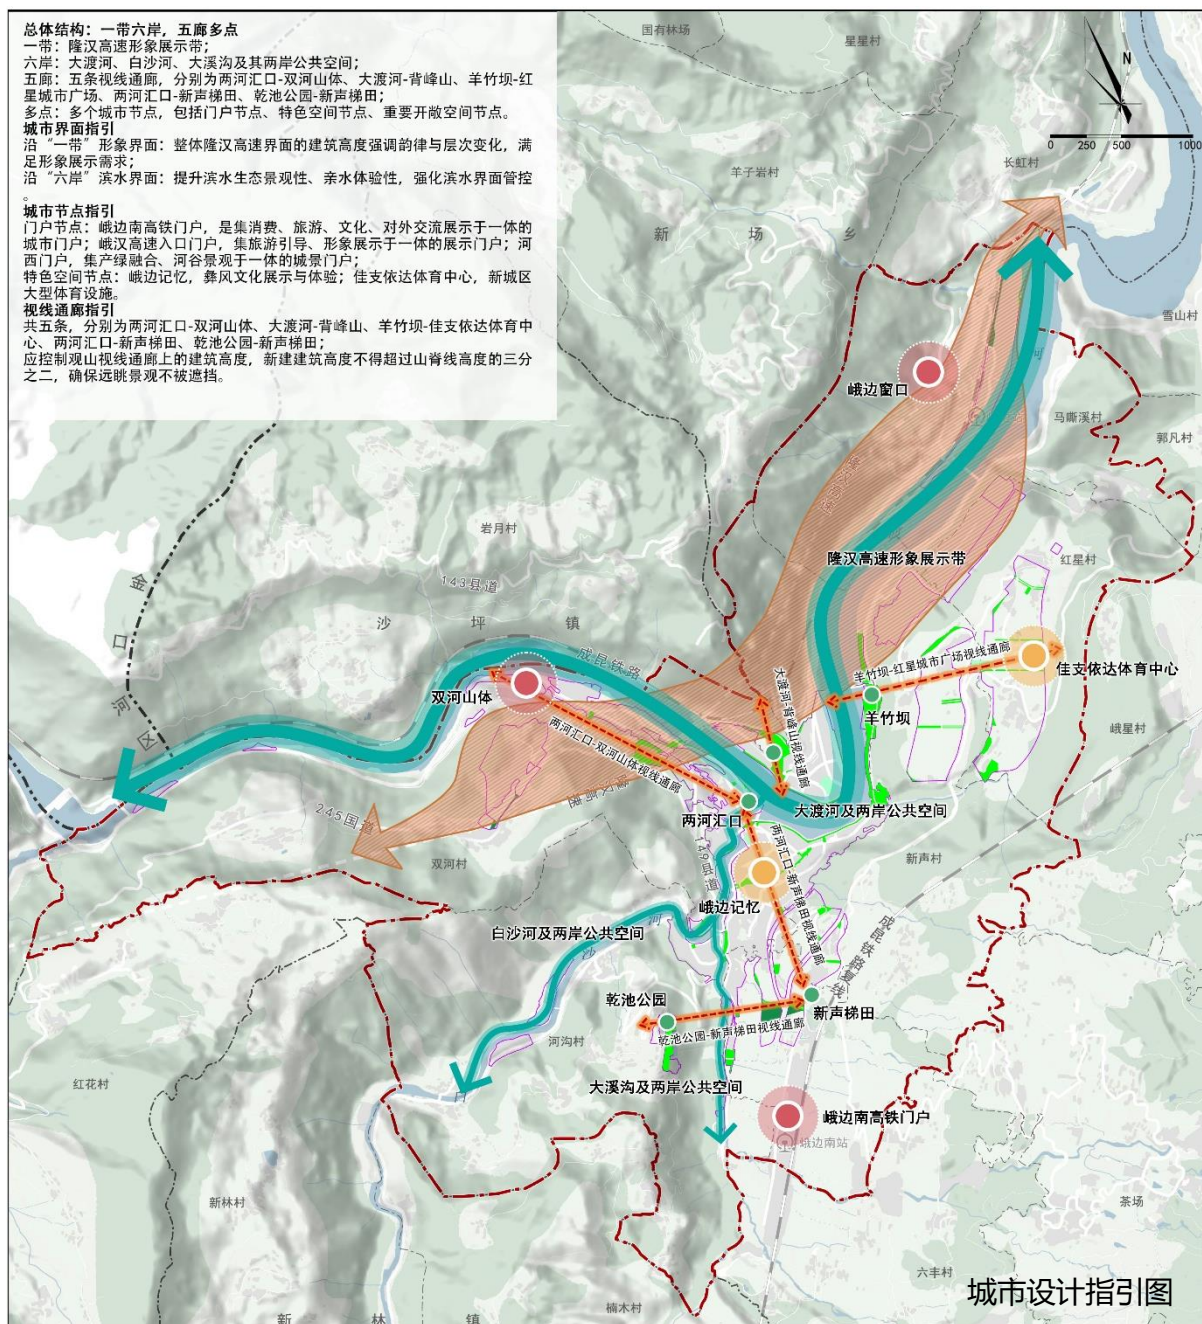 总体结构：一带六岸，五廊多点
一带：隆汉高速形象展示带；
六岸：大渡河、白沙河、大溪沟及其两岸公共空间；
五廊：五条视线通廊，分别为两河汇口-双河山体、大渡河-背峰山、羊竹坝-红
星城市广场、两河汇口-新声梯田、乾池公园-新声梯田；
多点：多个城市节点，包括门户节点、特色空间节点、重要开敞空间节点。
城市界面指引
沿“一带”形象界面：整体隆汉高速界面的建筑高度强调韵律与层次变化，满
足形象展示需求；
沿“六岸”滨水界面：提升滨水生态景观性、亲水体验性，强化滨水界面管控
。
城市节点指引
门户节点：峨边南高铁门户，是集消费、旅游、文化、对外交流展示于一体的
城市门户；峨汉高速入口门户，集旅游引导、形象展示于一体的展示门户；河
西门户，集产绿融合、河谷景观于一体的城景门户；
特色空间节点：峨边记忆，彝风文化展示与体验；佳支依达体育中心，新城区
大型体育设施。
视线通廊指引
共五条，分别为两河汇口-双河山体、大渡河-背峰山、羊竹坝-佳支依达体育中
心、两河汇口-新声梯田、乾池公园-新声梯田；
应控制观山视线通廊上的建筑高度，新建建筑高度不得超过山脊线高度的三分
之二，确保远眺景观不被遮挡。
国有林场
星星村
N
0 250 500 1000
长虹村
羊子岩村
新场乡
雪山村
河
峨边窗口
马嘶溪村
郭凡村
岩月村
隆汉高速形象展示带
红星村
143县道
金口河区
沙坪镇
成昆铁路
羊竹坝-红星城市广场视线通廊
佳支依达体育中心
双河山体
大渡河-背峰山视线通廊
羊竹坝
峨星村
两河汇口-双河山体视线通廊
245国道
两河汇口
大渡河及两岸公共空间
双河村
149县道
两河汇口-新声梯田视线通廊
新声村
峨边记忆
白沙河及两岸公共空间
河
沙
成昆铁路复线
乾池公园
新声梯田
河沟村
乾池公园-新声梯田视线通廊
红花村
大溪沟及两岸公共空间
峨边南高铁门户
峨边南站
新林村
茶场
六丰村
城市设计指引图
楠木村
新林镇